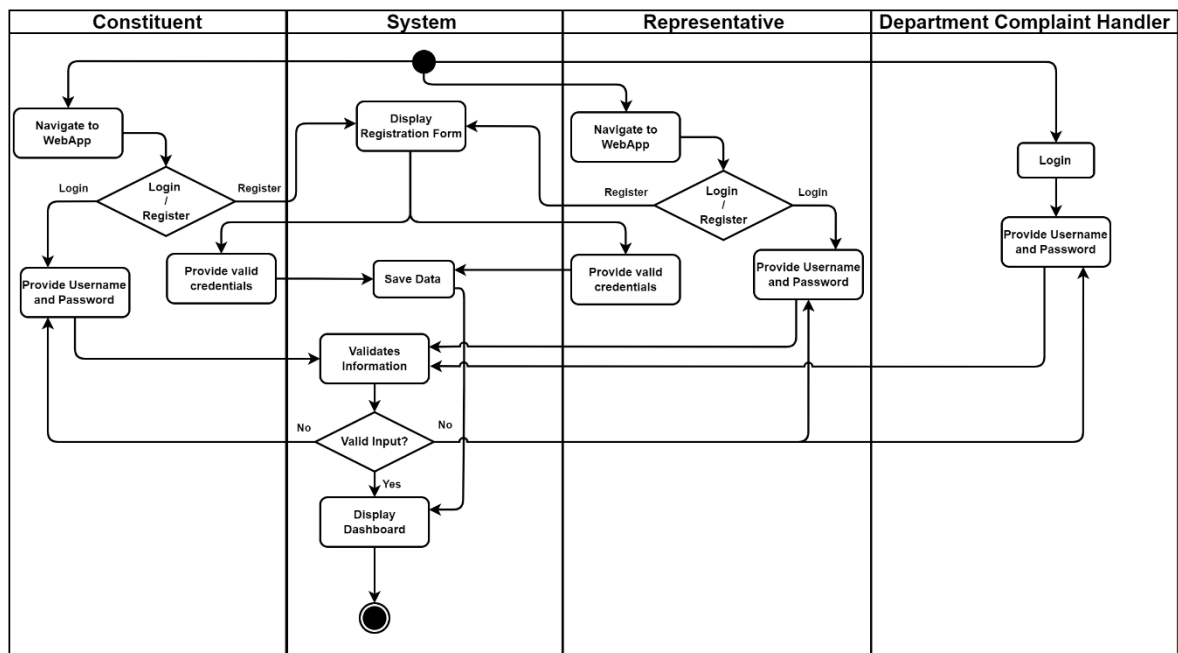 Constituent
System
Representative
Department Complaint Handler
Navigate to
WebApp
Display
Registration Form
Navigate to
WebApp
Login
Login
Login
/
Register
Register
Register
Login
/
Register
Login
Provide Username
and Password
Provide valid
credentials
Save Data
Provide valid
credentials
Provide Username
and Password
Provide Username
and Password
Validates
Information
No
Valid Input?
No
Yes
Display
Dashboard